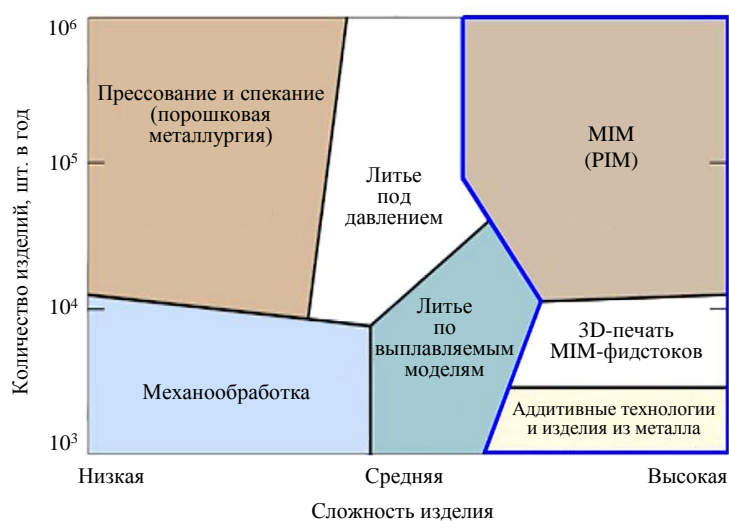 Количество изделий, шт. в год
10⁶
10⁵
10⁴
10³
Прессование и спекание
(порошковая
металлургия)
Литье
под
давлением
MIM
(PIM)
Механообработка
Литье
по
выплавляемым
моделям
3D-печать
MIM-фидстоков
Аддитивные технологии
и изделия из металла
Низкая
Средняя
Высокая
Сложность изделия